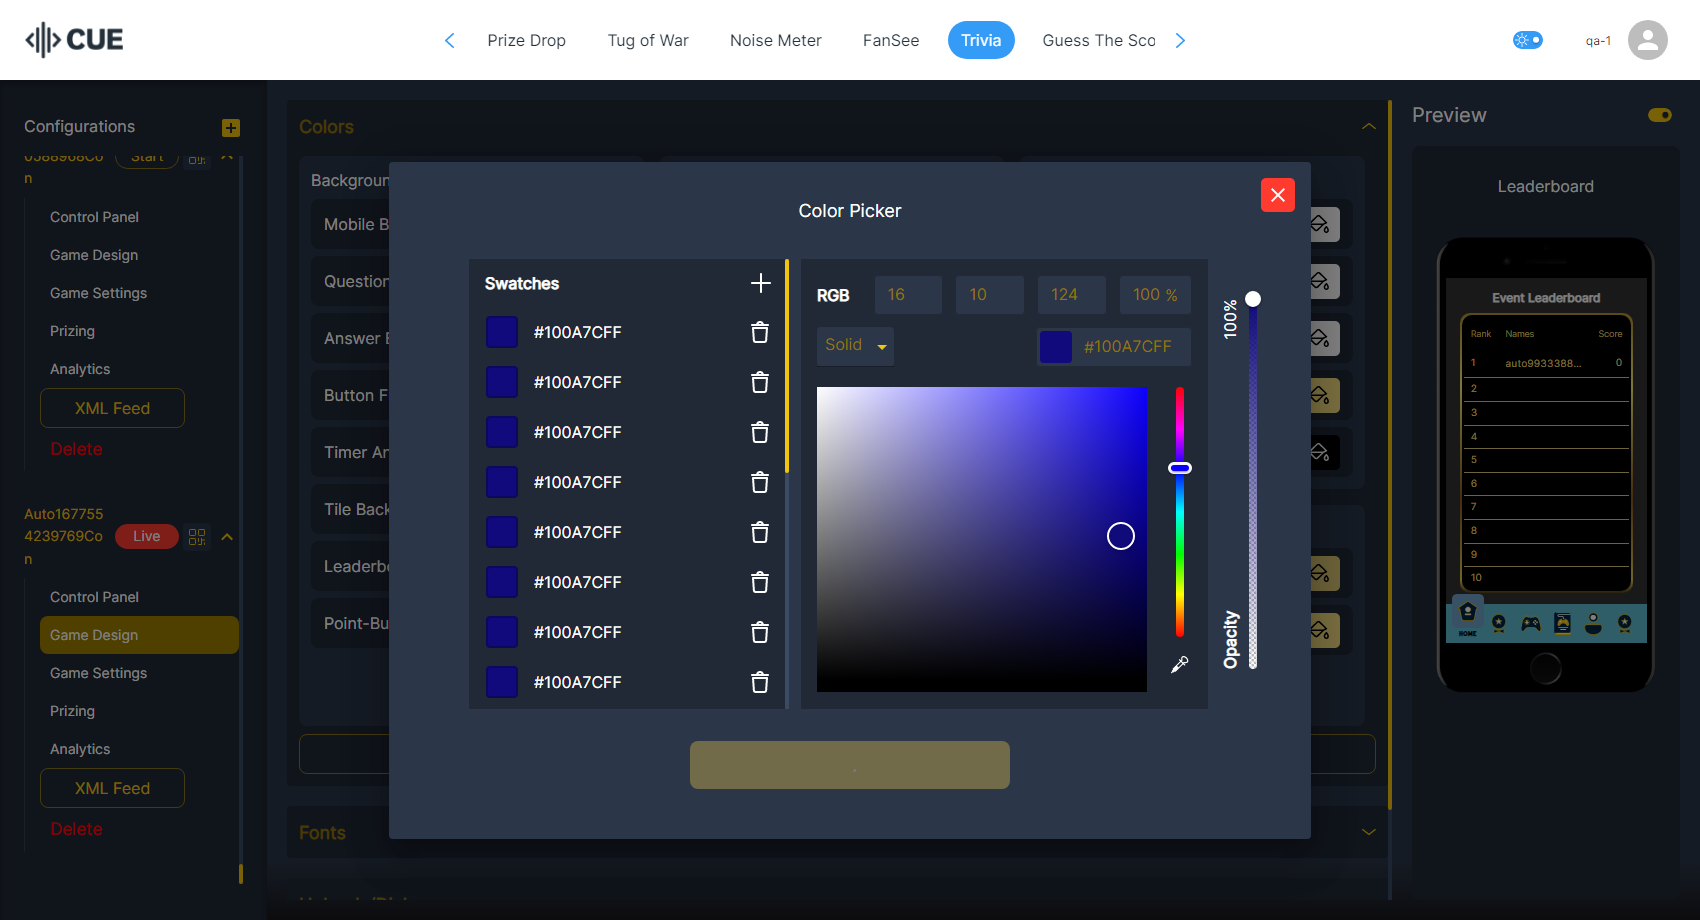 CUE
Prize Drop
Tug of War
Noise Meter
FanSee
Trivia
Guess The Sco
qa-1
Configurations
Start
n
Control Panel
Game Design
Game Settings
Prizing
Analytics
XML Feed
Delete
Auto167755
4239769Co
n
Live
Control Panel
Game Design
Game Settings
Prizing
Analytics
XML Feed
Delete
Colors
Backgroun
Mobile B
Question
Answer
Button F
Timer An
Tile Back
Leaderbo
Point-Bu
Fonts
Color Picker
Swatches
#100A7CFF
#100A7CFF
#100A7CFF
#100A7CFF
#100A7CFF
#100A7CFF
#100A7CFF
#100A7CFF
RGB
16
10
124
100 %
Solid
#100A7CFF
100%
Opacity
Preview
Leaderboard
Event Leaderboard
Rank Names Score
1 auto9933388... 0
2
3
4
5
6
7
8
9
10
HOME